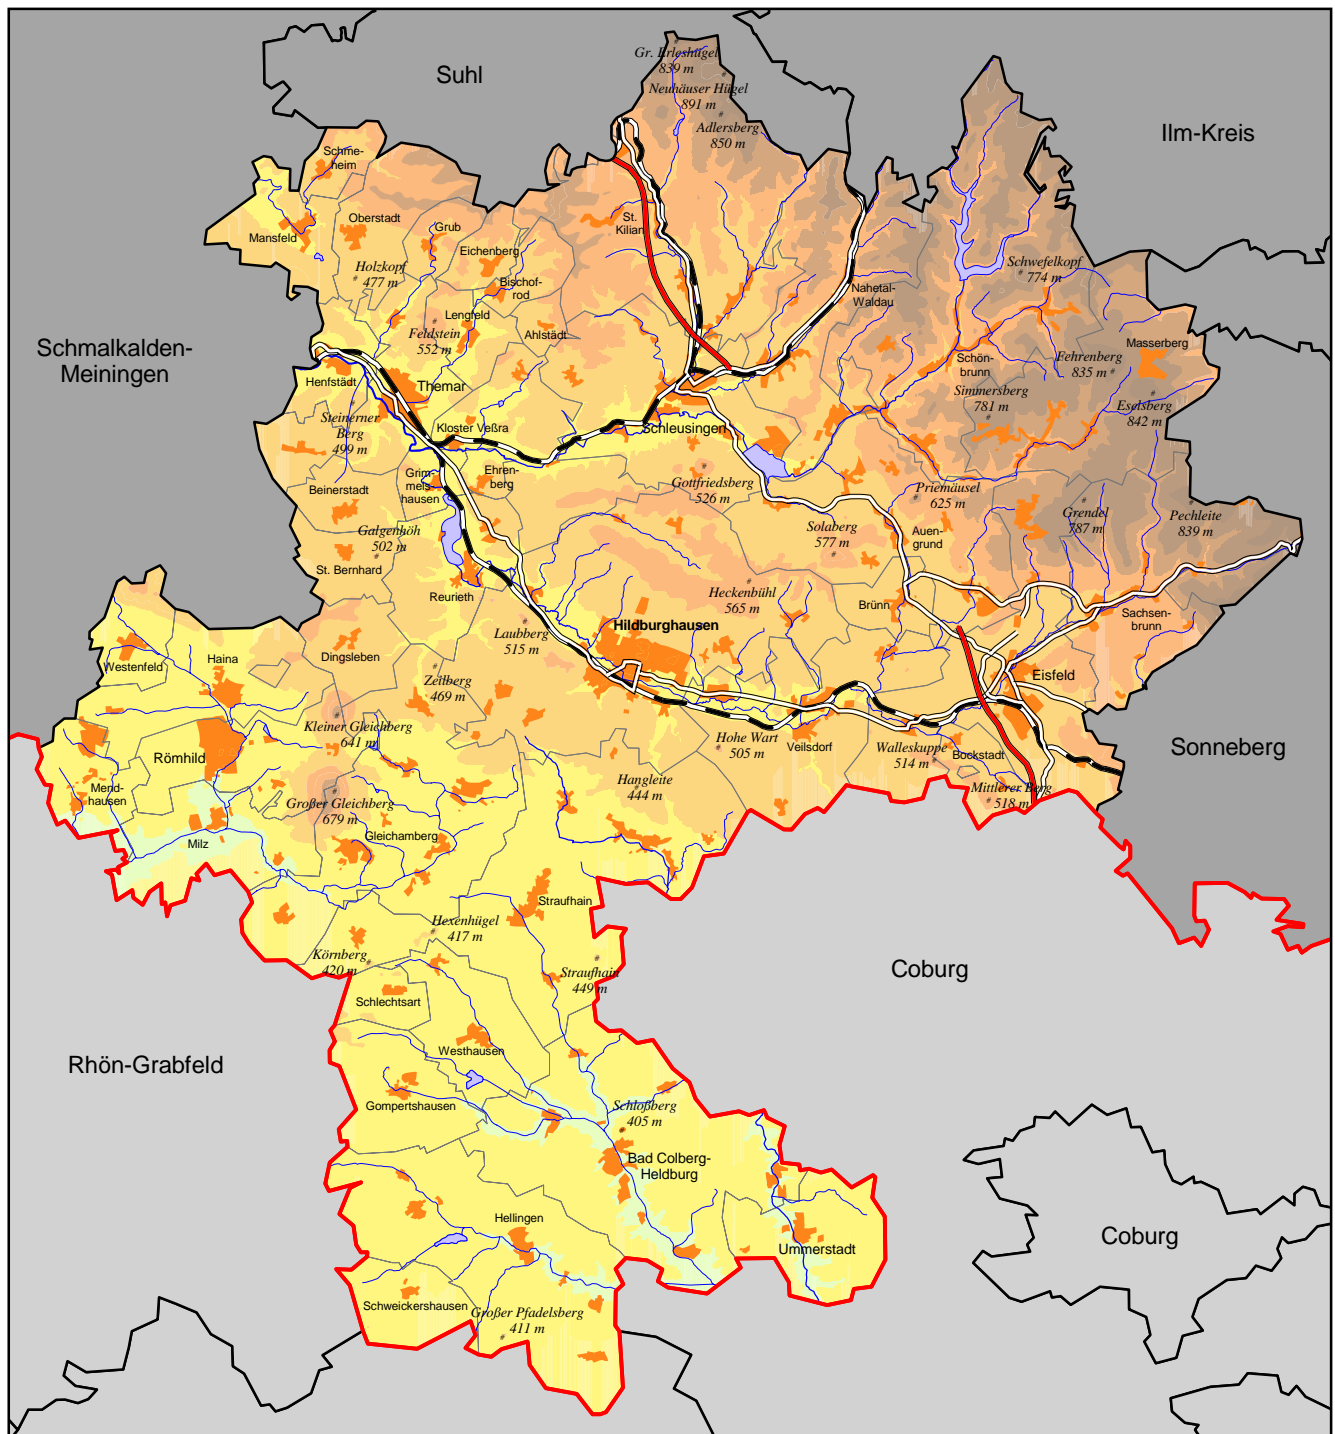 Gr. Erleshügel
839 m
Suhl
Neuhäuser Hügel
891 m
Adlersberg
850 m
Ilm-Kreis
Schme-
heim
Oberstadt
Mansfeld
Grub
Eichenberg
St.
Kilian
Holzkopf
477 m
Bischof-
rod
Schwefelkopf
774 m
Nahetal-
Waldau
Lengfeld
Feldstein
552 m
Ahlstädt
Schmalkalden-
Meiningen
Masserberg
Schön-
brunn
Fehrenberg
835 m
Henfstädt
Themar
Simmersberg
781 m
Eselsberg
842 m
Steinerner
Berg
499 m
Kloster Veßra
Schleusingen
Grim-
mels-
hausen
Ehren-
berg
Gottfriedsberg
526 m
Beinerstadt
Priemäusel
625 m
Grendel
787 m
Pechleite
839 m
Galgenhöh
502 m
Solaberg
577 m
Auen-
grund
St. Bernhard
Reurieth
Heckenbühl
565 m
Brünn
Sachsen-
brunn
Laubberg
515 m
Hildburghausen
Westenfeld
Haina
Dingsleben
Zeilberg
469 m
Eisfeld
Kleiner Gleichberg
641 m
Hohe Wart
505 m
Veilsdorf
Walleskuppe
514 m
Bockstadt
Sonneberg
Römhild
Hangleite
444 m
Mend-
hausen
Großer Gleichberg
679 m
Mittlerer Berg
518 m
Milz
Gleichamberg
Straufhain
Hexenhügel
417 m
Körnberg
420 m
Straufhain
449 m
Coburg
Schlechtsart
Westhausen
Rhön-Grabfeld
Gompertshausen
Schloßberg
405 m
Bad Colberg-
Heldburg
Hellingen
Ummerstadt
Coburg
Schweickershausen
Großer Pfadelsberg
411 m